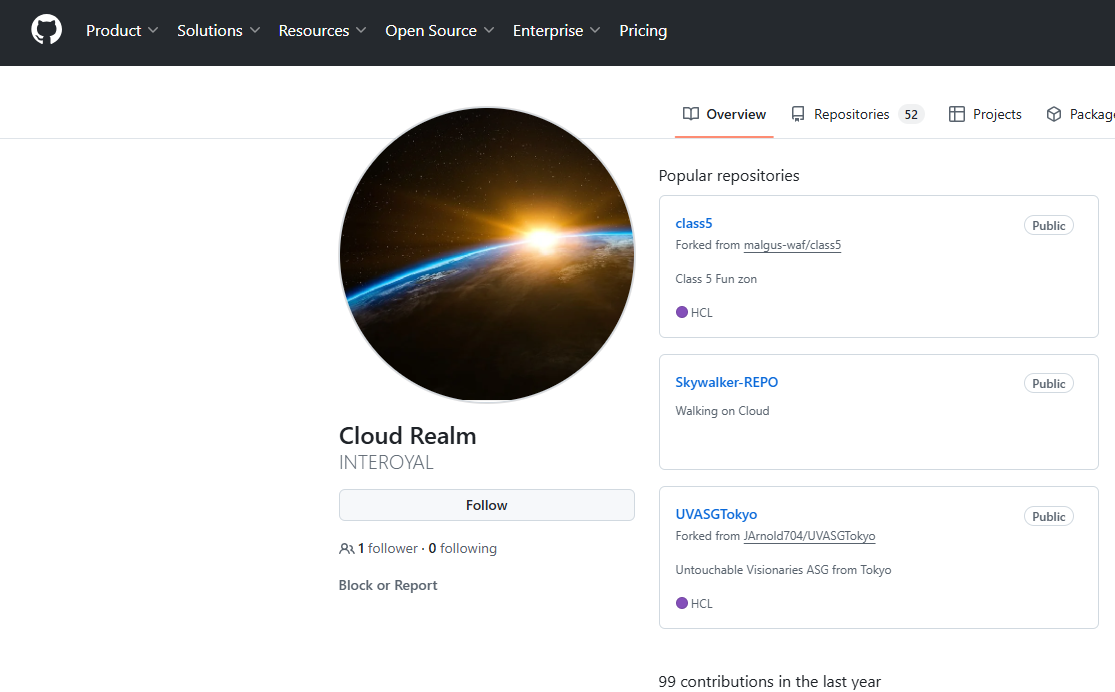 Product Solutions Resources Open Source Enterprise Pricing
Overview Repositories 52 Projects Package
Cloud Realm
INTEROYAL
Follow
1 follower · 0 following
Block or Report
Popular repositories
class5 Public
Forked from malgus-waf/class5
Class 5 Fun zon
HCL
Skywalker-REPO Public
Walking on Cloud
UVASGTokyo Public
Forked from JArnold704/UVASGTokyo
Untouchable Visionaries ASG from Tokyo
HCL
99 contributions in the last year